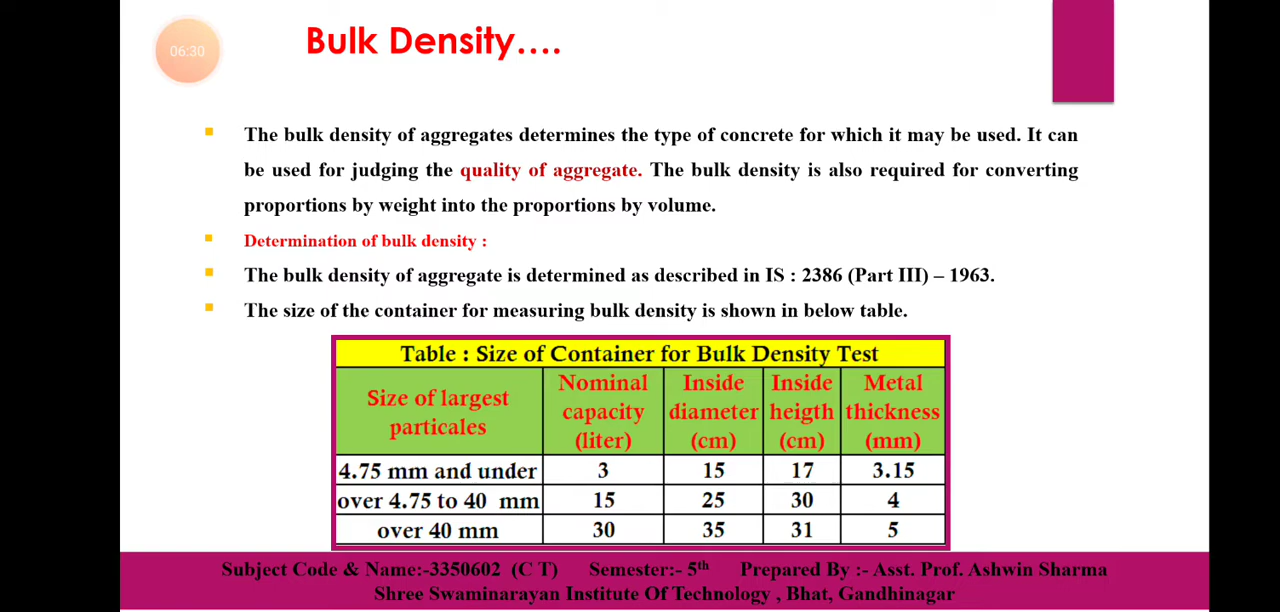 06:30
Bulk Density....
The bulk density of aggregates determines the type of concrete for which it may be used. It can
be used for judging the quality of aggregate. The bulk density is also required for converting
proportions by weight into the proportions by volume.
Determination of bulk density :
The bulk density of aggregate is determined as described in IS : 2386 (Part III) – 1963.
The size of the container for measuring bulk density is shown in below table.
Table : Size of Container for Bulk Density Test
Size of largest particales Nominal capacity (liter) Inside diameter (cm) Inside heigth (cm) Metal thickness (mm)
4.75 mm and under 3 15 17 3.15
over 4.75 to 40 mm 15 25 30 4
over 40 mm 30 35 31 5
Subject Code & Name:-3350602 (C T) Semester:- 5th Prepared By :- Asst. Prof. Ashwin Sharma
Shree Swaminarayan Institute Of Technology , Bhat, Gandhinagar